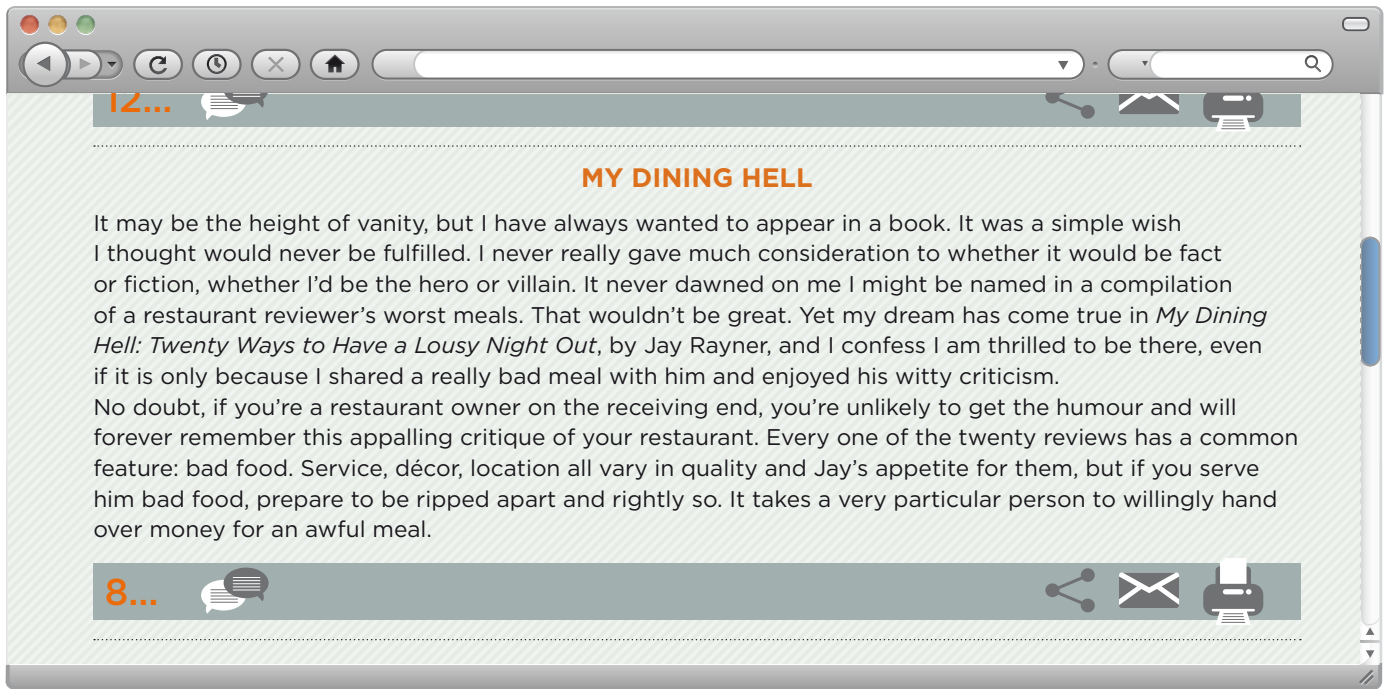 12...
MY DINING HELL
It may be the height of vanity, but I have always wanted to appear in a book. It was a simple wish
I thought would never be fulfilled. I never really gave much consideration to whether it would be fact
or fiction, whether I’d be the hero or villain. It never dawned on me I might be named in a compilation
of a restaurant reviewer’s worst meals. That wouldn’t be great. Yet my dream has come true in My Dining
Hell: Twenty Ways to Have a Lousy Night Out, by Jay Rayner, and I confess I am thrilled to be there, even
if it is only because I shared a really bad meal with him and enjoyed his witty criticism.
No doubt, if you’re a restaurant owner on the receiving end, you’re unlikely to get the humour and will
forever remember this appalling critique of your restaurant. Every one of the twenty reviews has a common
feature: bad food. Service, décor, location all vary in quality and Jay’s appetite for them, but if you serve
him bad food, prepare to be ripped apart and rightly so. It takes a very particular person to willingly hand
over money for an awful meal.
8...